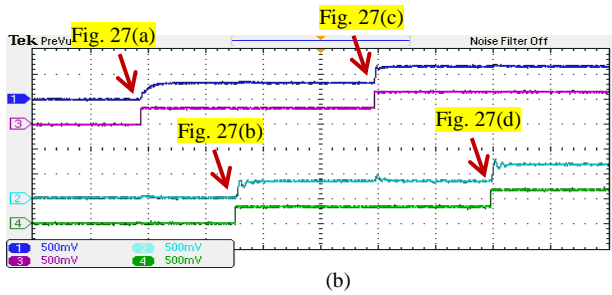 Fig. 27(a)
Fig. 27(c)
Tek PreVu
Noise Filter Off
1
3
Fig. 27(b)
Fig. 27(d)
2
4
1 500mV 2 500mV
3 500mV 4 500mV
(b)